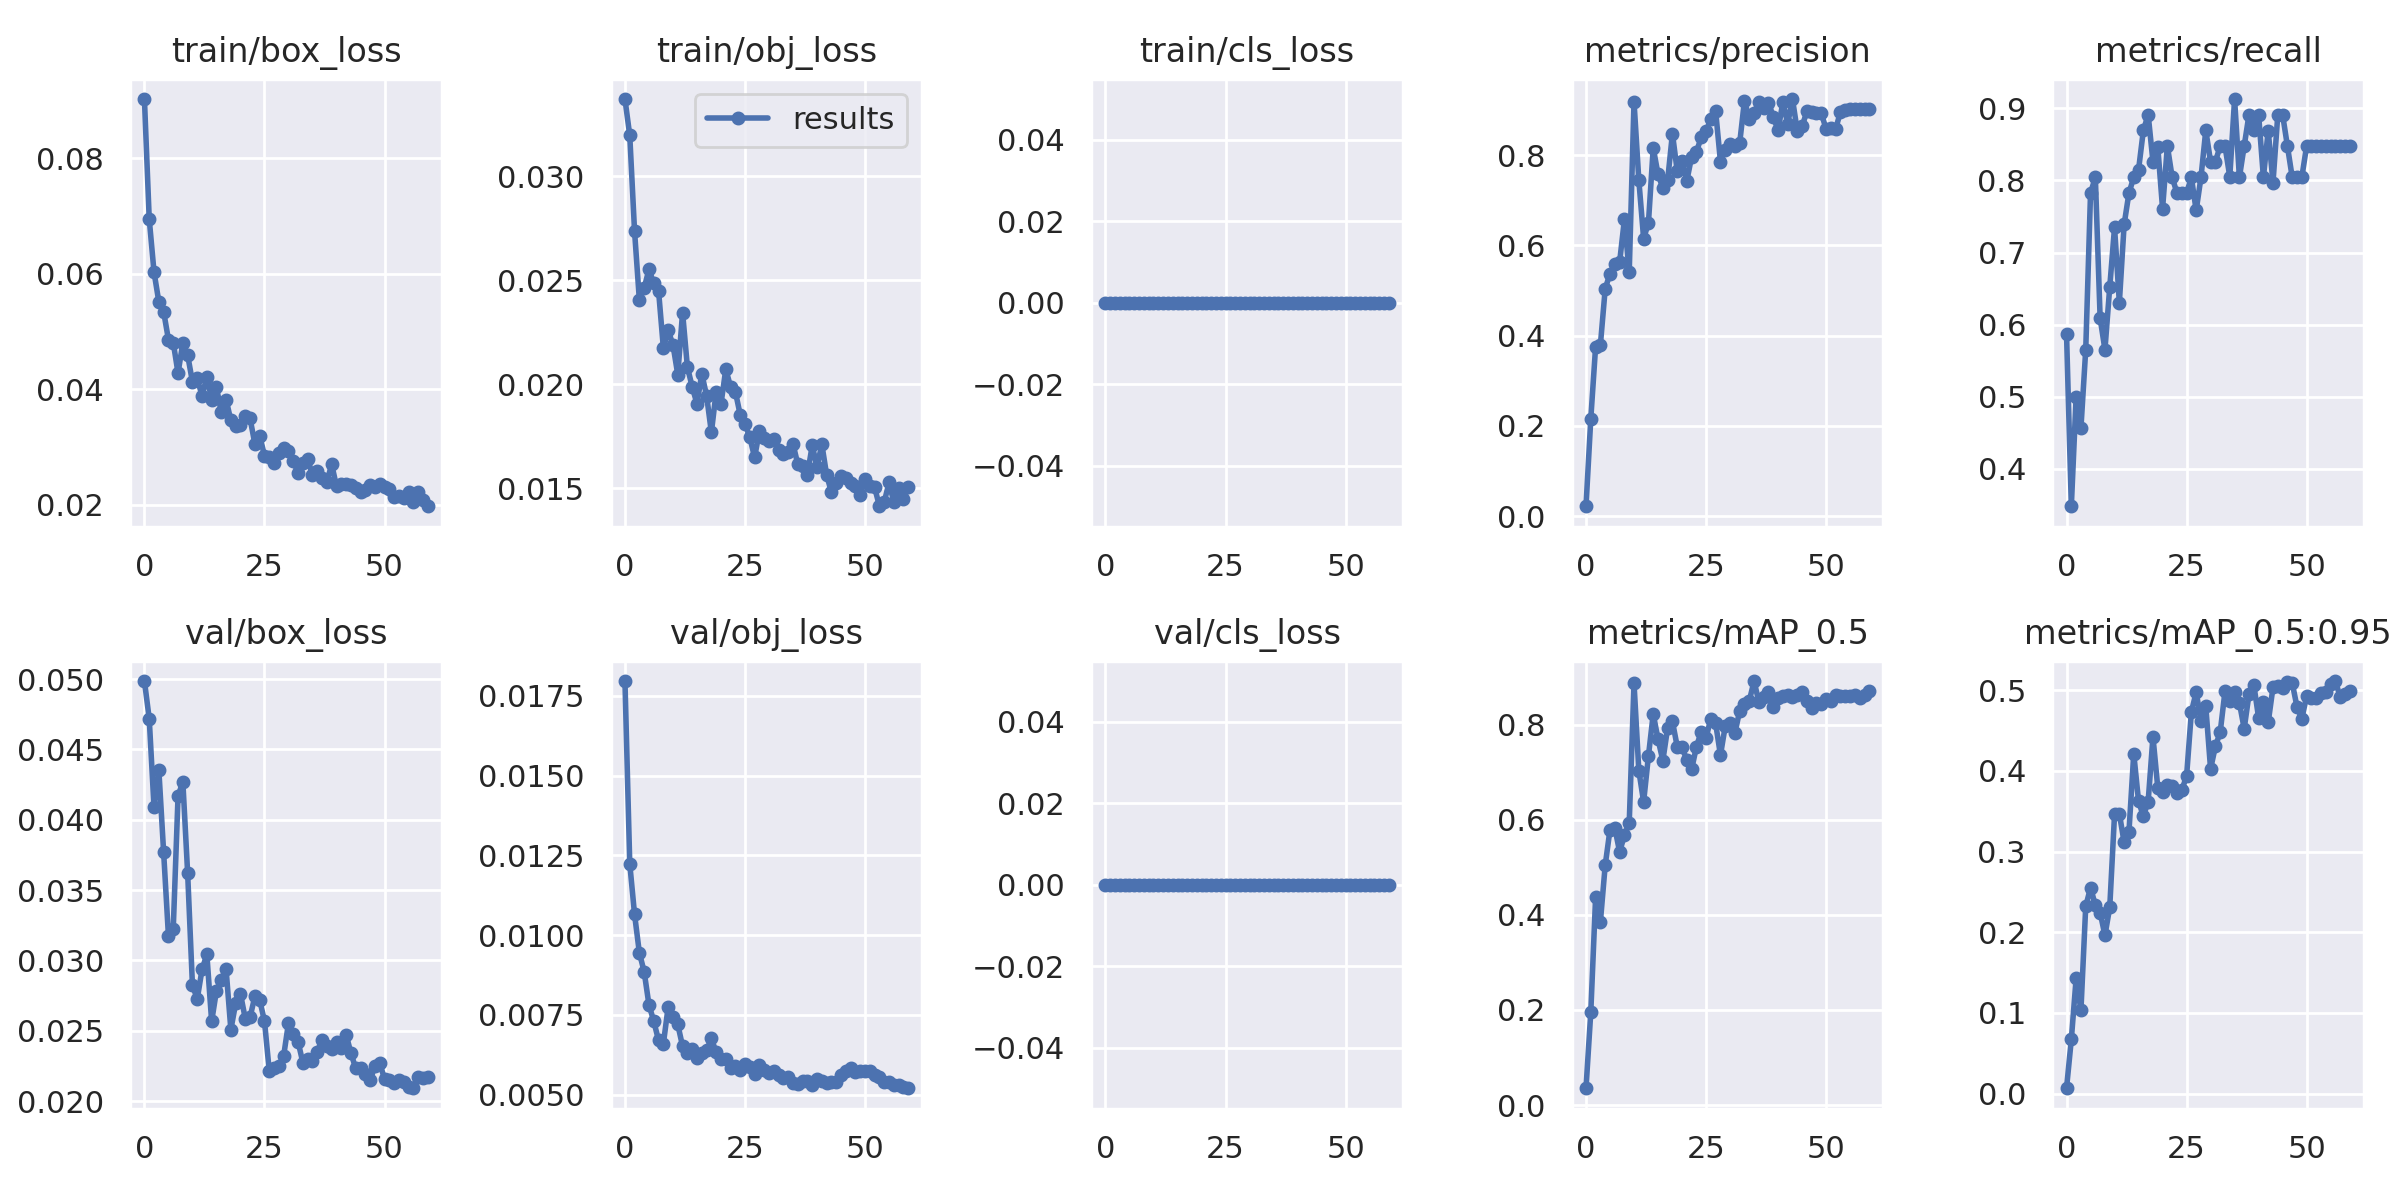 train/box_loss
train/obj_loss
train/cls_loss
metrics/precision
metrics/recall
results
0.08
0.06
0.04
0.02
0 25 50
0.030
0.025
0.020
0.015
0 25 50
0.04
0.02
0.00
−0.02
−0.04
0 25 50
0.8
0.6
0.4
0.2
0.0
0 25 50
0.9
0.8
0.7
0.6
0.5
0.4
0 25 50
val/box_loss
val/obj_loss
val/cls_loss
metrics/mAP_0.5
metrics/mAP_0.5:0.95
0.050
0.045
0.040
0.035
0.030
0.025
0.020
0 25 50
0.0175
0.0150
0.0125
0.0100
0.0075
0.0050
0 25 50
0.04
0.02
0.00
−0.02
−0.04
0 25 50
0.8
0.6
0.4
0.2
0.0
0 25 50
0.5
0.4
0.3
0.2
0.1
0.0
0 25 50